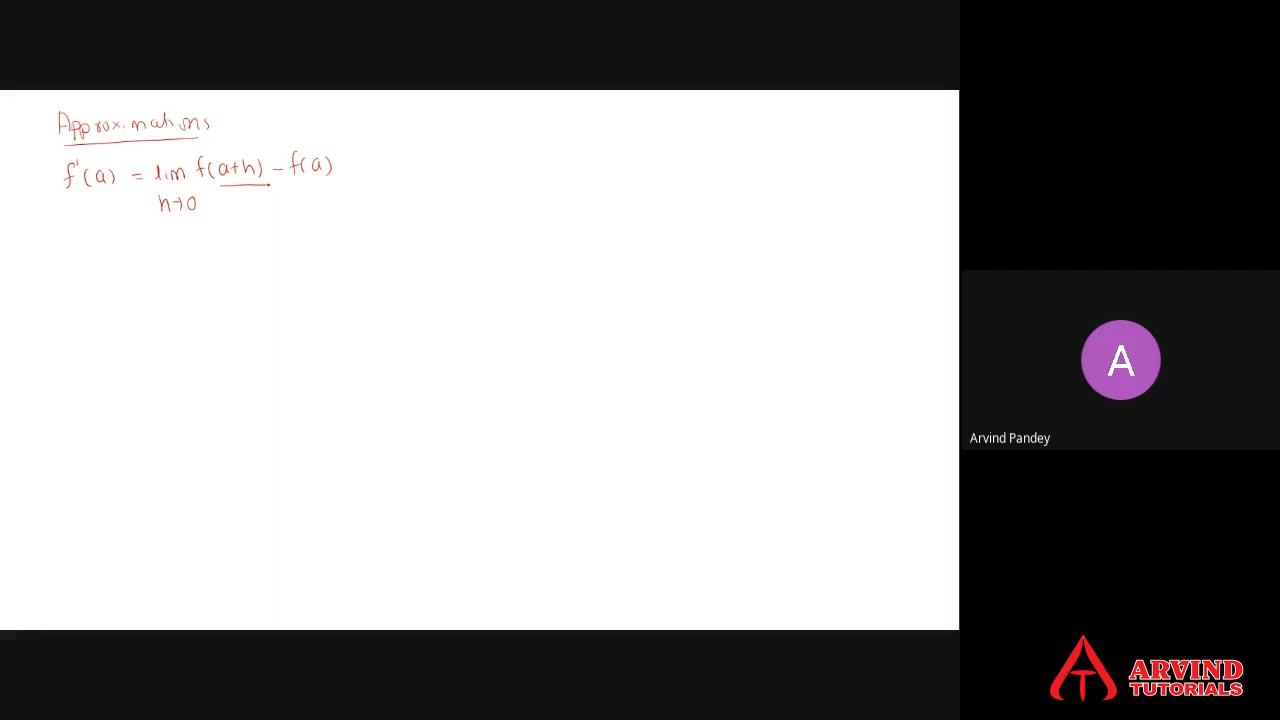 Approximations
f'(a) = lim f(a+h) - f(a)
h→0
A
Arvind Pandey
ARVIND
TUTORIALS